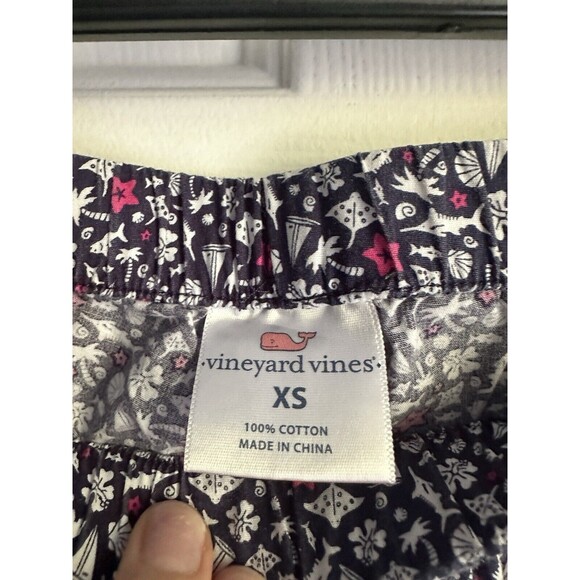 vineyard vines®
XS
100% COTTON
MADE IN CHINA